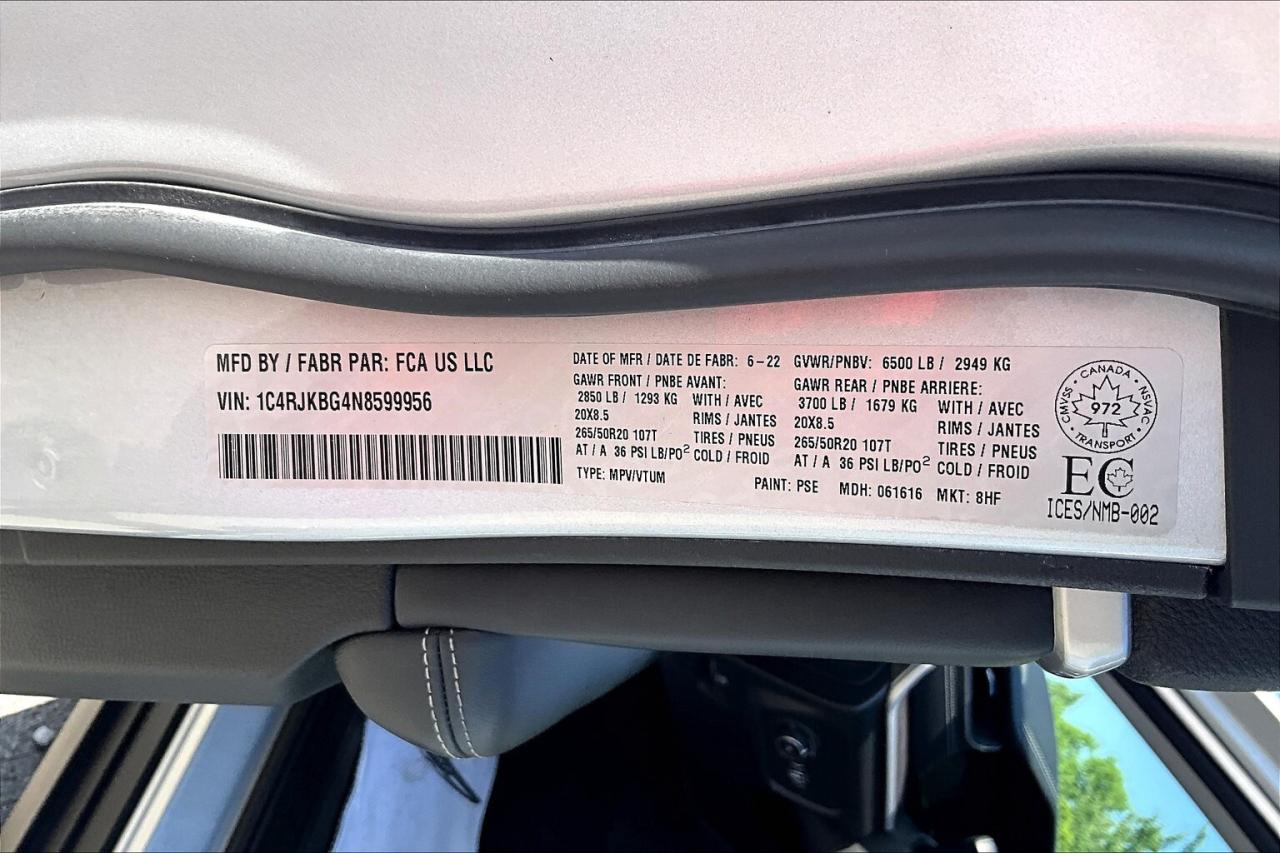 MFD BY / FABR PAR: FCA US LLC
VIN: 1C4RJKBG4N8599956
DATE OF MFR / DATE DE FABR: 6-22
GAWR FRONT / PNBE AVANT:
2850 LB / 1293 KG WITH / AVEC
20X8.5 RIMS / JANTES
265/50R20 107T TIRES / PNEUS
AT / A 36 PSI LB/PO² COLD / FROID
TYPE: MPV/VTUM
GVWR/PNBV: 6500 LB / 2949 KG
GAWR REAR / PNBE ARRIERE:
3700 LB / 1679 KG WITH / AVEC
20X8.5 RIMS / JANTES
265/50R20 107T TIRES / PNEUS
AT / A 36 PSI LB/PO² COLD / FROID
PAINT: PSE MDH: 061616 MKT: 8HF
CANADA
CMVSS 972 NSVAC
TRANSPORT
EC
ICES/NMB-002